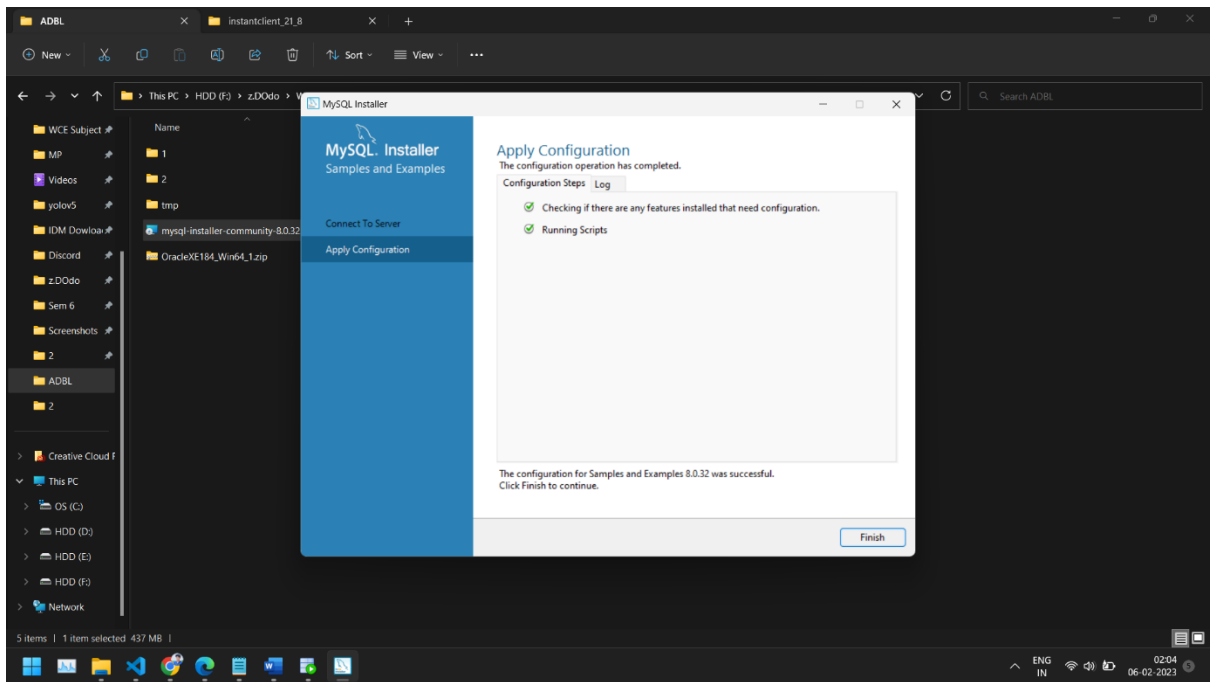 ADBL
instantclient_21_8
New
Sort
View
This PC > HDD (F:) > z.DOdo > W
Search ADBL
WCE Subject
MP
Videos
yolov5
IDM Dowloa
Discord
z.DOdo
Sem 6
Screenshots
2
ADBL
2
Creative Cloud F
This PC
OS (C:)
HDD (D:)
HDD (E:)
HDD (F:)
Network
Name
1
2
tmp
mysql-installer-community-8.0.32
OracleXE184_Win64_1.zip
MySQL Installer
MySQL. Installer
Samples and Examples
Connect To Server
Apply Configuration
Apply Configuration
The configuration operation has completed.
Configuration Steps Log
Checking if there are any features installed that need configuration.
Running Scripts
The configuration for Samples and Examples 8.0.32 was successful.
Click Finish to continue.
Finish
5 items | 1 item selected 437 MB |
ENG
IN
02:04
06-02-2023
5